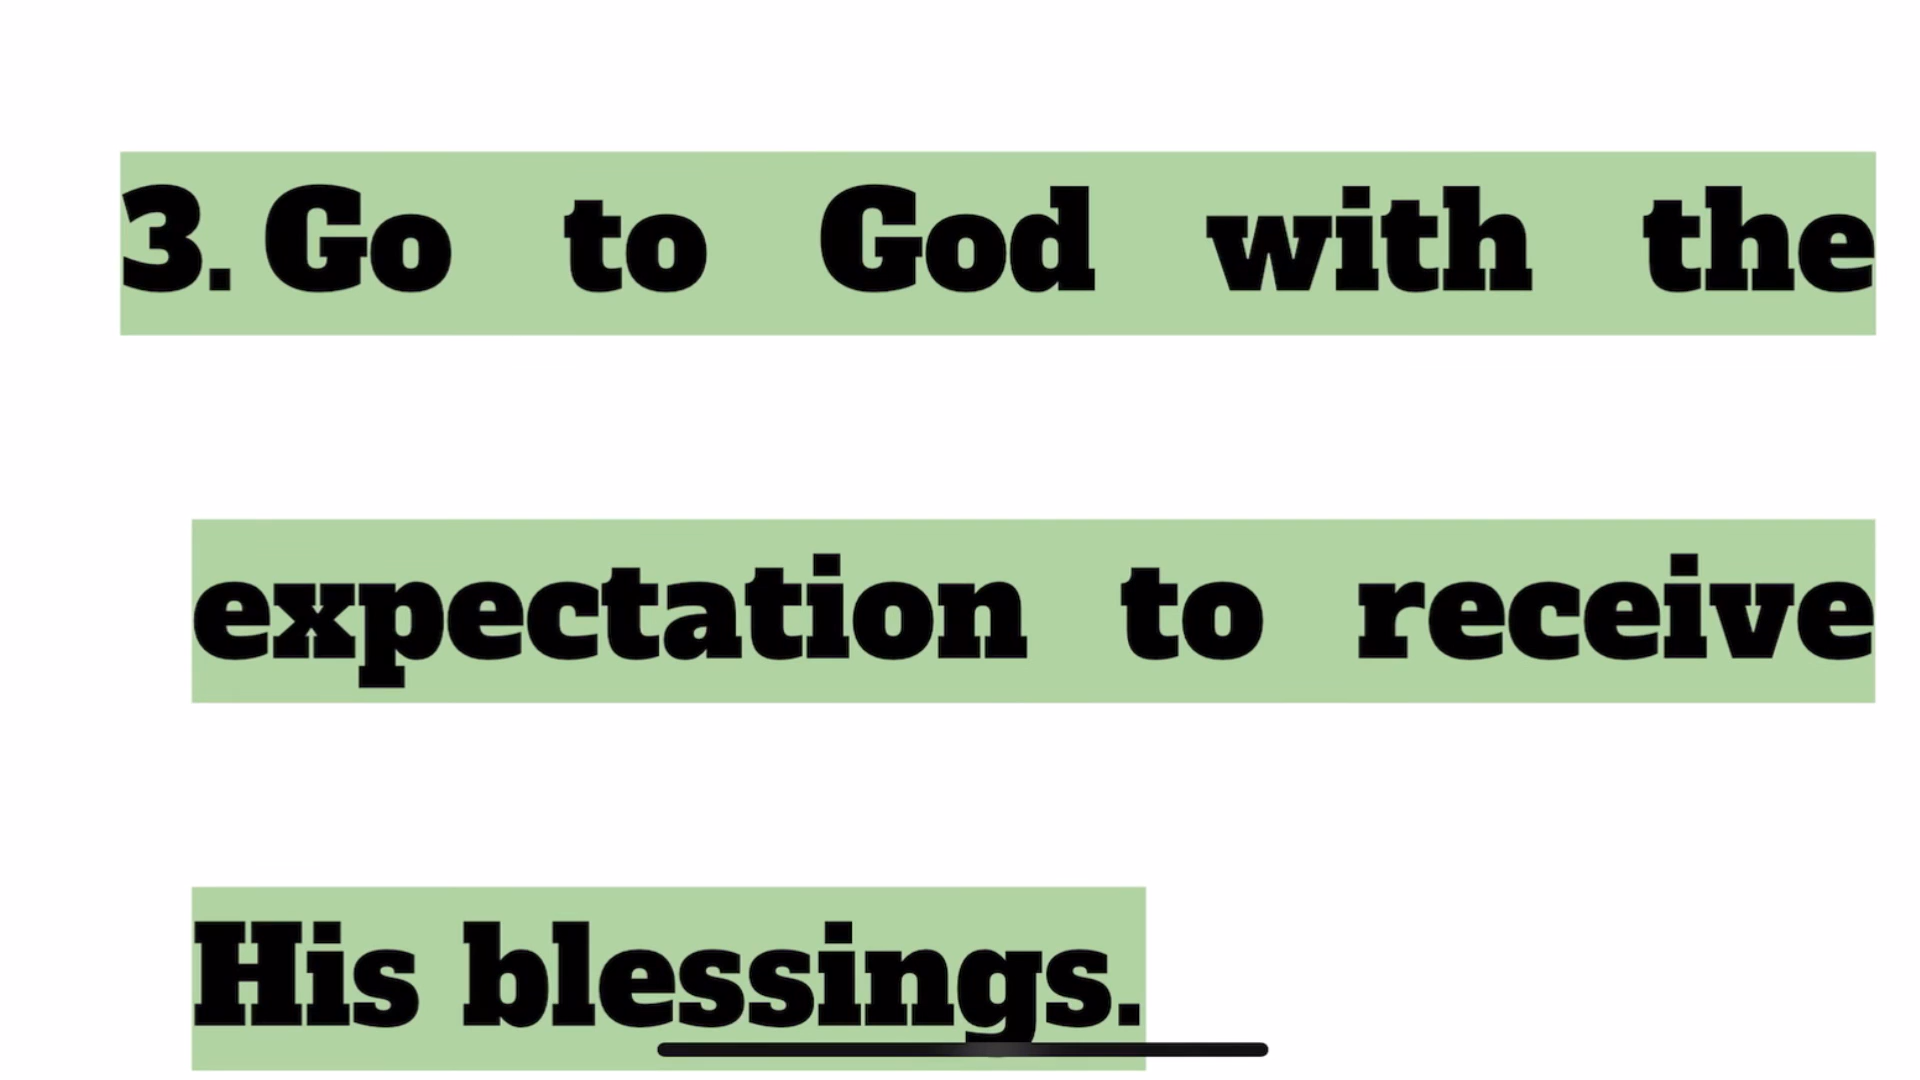 3. Go to God with the
expectation to receive
His blessings.